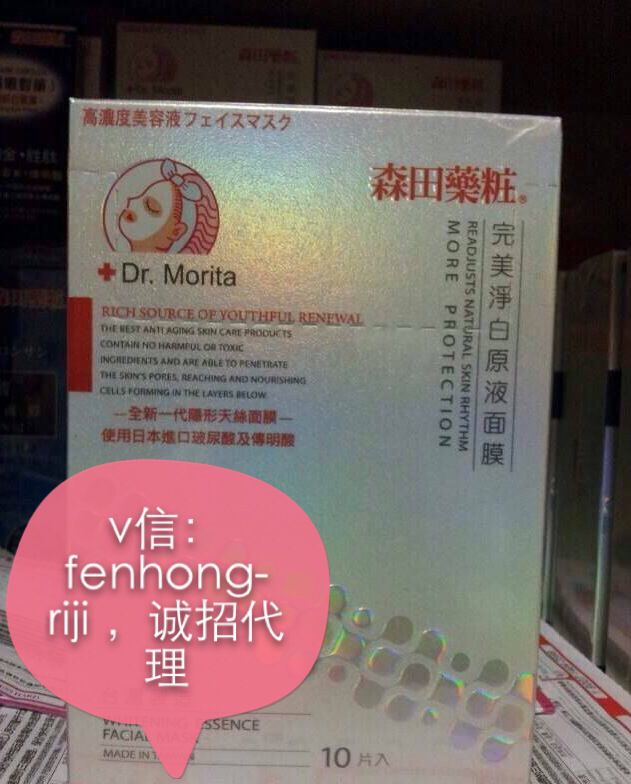 高濃度美容液フェイスマスク
森田藥粧®
Dr. Morita
完美淨白原液面膜
READJUSTS NATURAL SKIN RHYTHM
MORE PROTECTION
RICH SOURCE OF YOUTHFUL RENEWAL
THE BEST ANTI AGING SKIN CARE PRODUCTS
CONTAIN NO HARMFUL OR TOXIC
INGREDIENTS AND ARE ABLE TO PENETRATE
THE SKIN'S PORES, REACHING AND NOURISHING
CELLS FORMING IN THE LAYERS BELOW.
—全新一代隱形天絲面膜—
使用日本進口玻尿酸及傳明酸
v信：
fenhong-
riji ，诚招代
理
ESSENCE
FACIAL
MADE IN
10片入